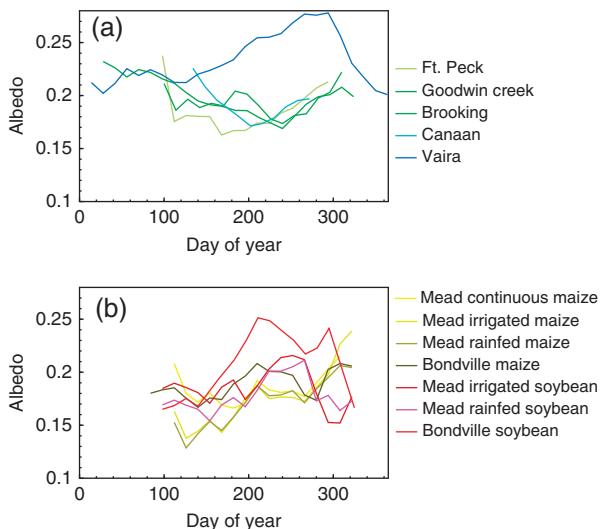 (a)
0.25
0.2
0.15
0.1
Albedo
100
200
300
Day of year
Ft. Peck
Goodwin creek
Brooking
Canaan
Vaira
(b)
0.25
0.2
0.15
0.1
Albedo
0
100
200
300
Day of year
Mead continuous maize
Mead irrigated maize
Mead rainfed maize
Bondville maize
Mead irrigated soybean
Mead rainfed soybean
Bondville soybean